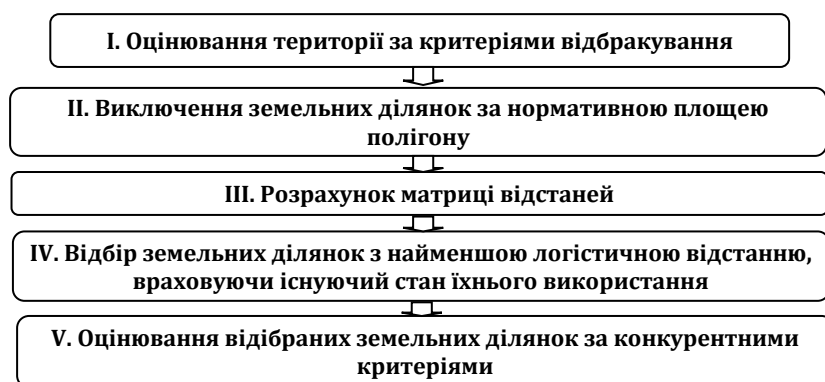 I. Оцінювання території за критеріями відбракування
II. Виключення земельних ділянок за нормативною площею
полігону
III. Розрахунок матриці відстаней
IV. Відбір земельних ділянок з найменшою логістичною відстанню,
враховуючи існуючий стан їхнього використання
V. Оцінювання відібраних земельних ділянок за конкурентними
критеріями